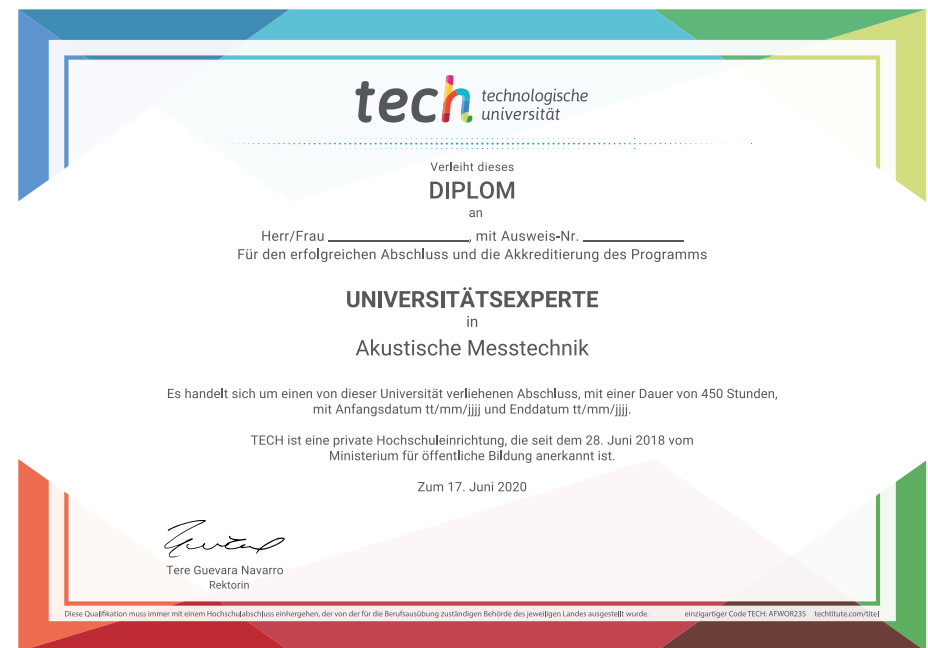 tech technologische
universität
Verleiht dieses
DIPLOM
an
Herr/Frau ____________________, mit Ausweis-Nr. ______________
Für den erfolgreichen Abschluss und die Akkreditierung des Programms
UNIVERSITÄTSEXPERTE
in
Akustische Messtechnik
Es handelt sich um einen von dieser Universität verliehenen Abschluss, mit einer Dauer von 450 Stunden,
mit Anfangsdatum tt/mm/jjjj und Enddatum tt/mm/jjjj.
TECH ist eine private Hochschuleinrichtung, die seit dem 28. Juni 2018 vom
Ministerium für öffentliche Bildung anerkannt ist.
Zum 17. Juni 2020
Tere Guevara Navarro
Rektorin
Diese Qualifikation muss immer mit einem Hochschulabschluss einhergehen, der von der für die Berufsausübung zuständigen Behörde des jeweiligen Landes ausgestellt wurde. einzigartiger Code TECH: AFWOR23S techtitute.com/titel